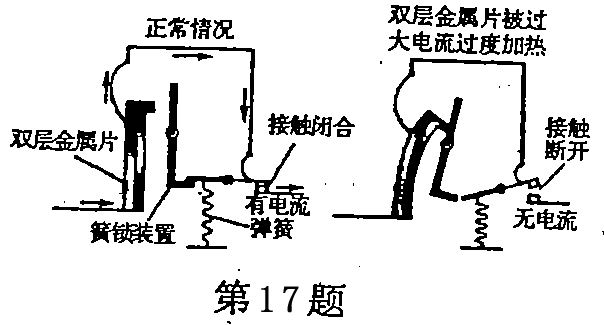 正常情况
双层金属片被过
大电流过度加热
双层金属片
接触闭合
有电流
弹簧
簧锁装置
接触
断开
无电流
第17题